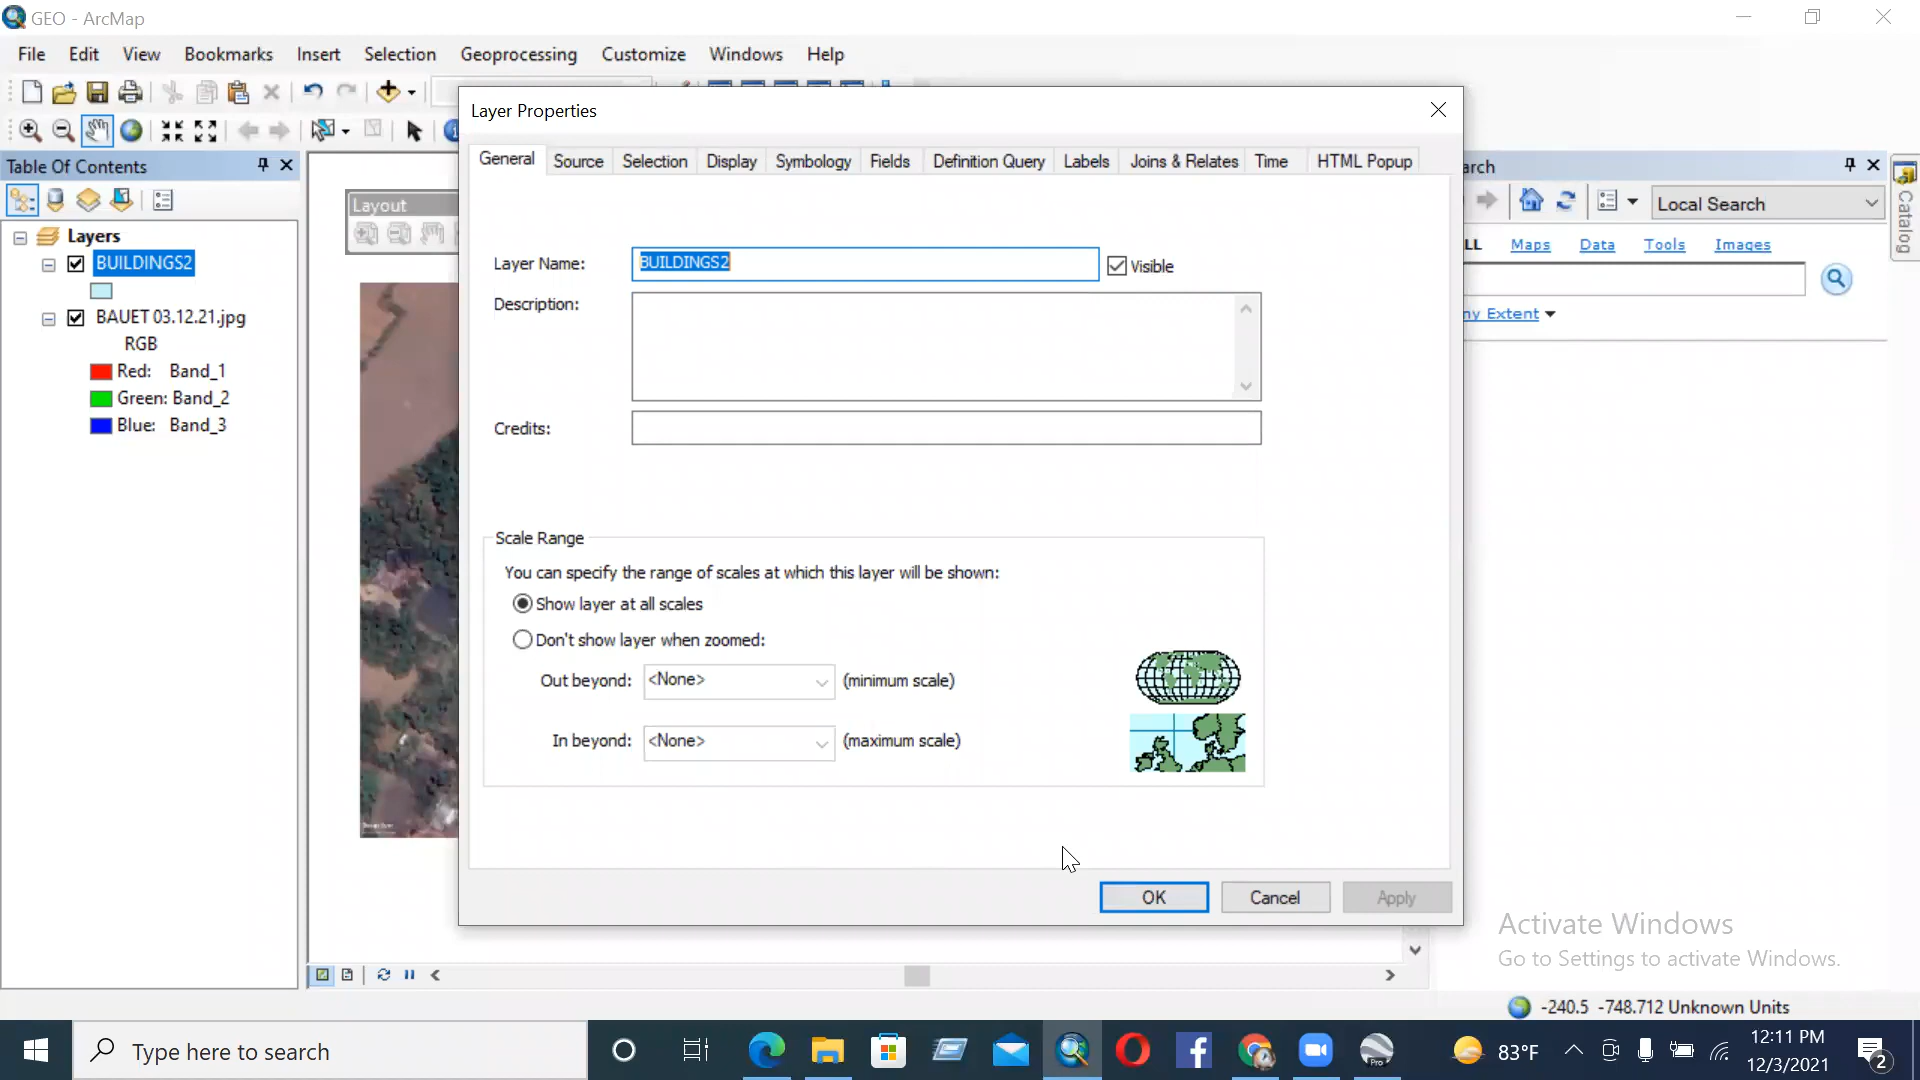 GEO - ArcMap
File Edit View Bookmarks Insert Selection Geoprocessing Customize Windows Help
Layer Properties
Table Of Contents
General Source Selection Display Symbology Fields Definition Query Labels Joins & Relates Time HTML Popup
arch
Layout
Local Search
Catalog
Layers
LL Maps Data Tools Images
BUILDINGS2
Layer Name: BUILDINGS2 Visible
Description:
ny Extent
BAUET 03.12.21.jpg
RGB
Red: Band_1
Green: Band_2
Blue: Band_3
Credits:
Scale Range
You can specify the range of scales at which this layer will be shown:
Show layer at all scales
Don't show layer when zoomed:
Out beyond: <None> (minimum scale)
In beyond: <None> (maximum scale)
OK Cancel Apply
Activate Windows
Go to Settings to activate Windows.
-240.5 -748.712 Unknown Units
Type here to search
Pro
83°F
12:11 PM
12/3/2021
2